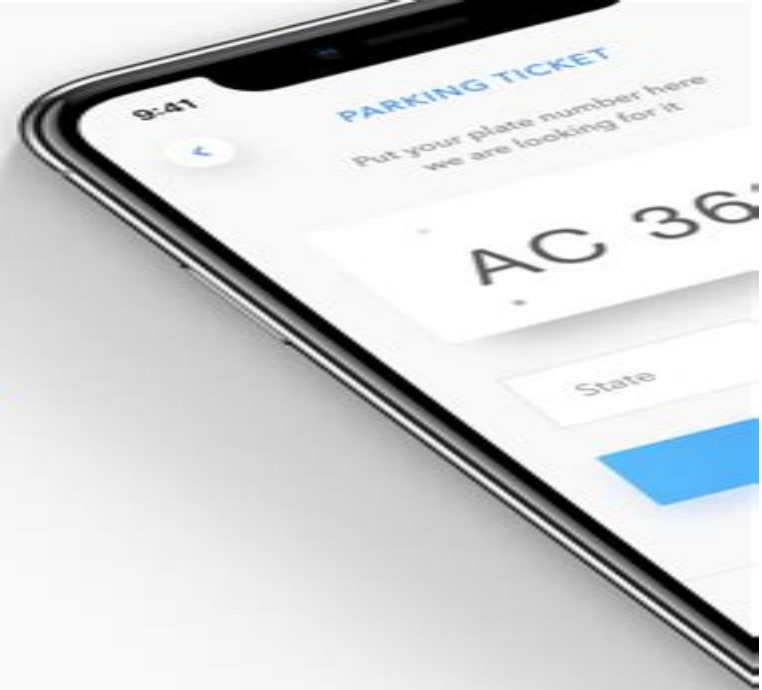 9:41
PARKING TICKET
Put your plate number here
we are looking for it
AC 36
State